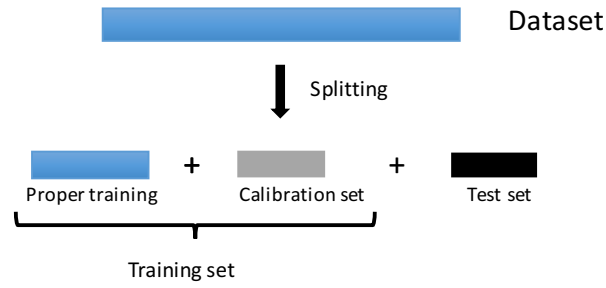 Dataset
Splitting
+ +
Proper training Calibration set Test set
Training set